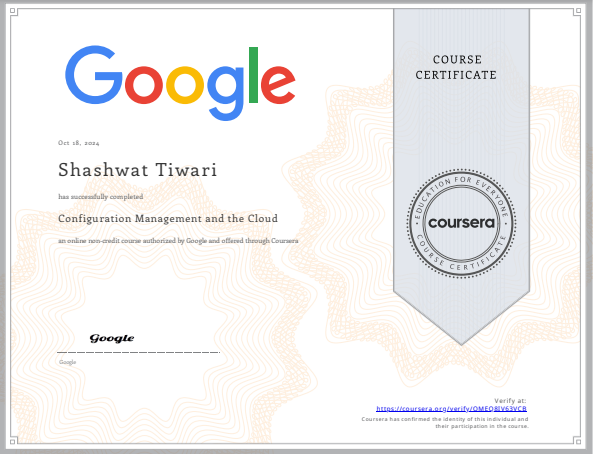 Google
COURSE
CERTIFICATE
Oct 18, 2024
Shashwat Tiwari
has successfully completed
Configuration Management and the Cloud
an online non-credit course authorized by Google and offered through Coursera
EDUCATION FOR EVERYONE
coursera
COURSE CERTIFICATE
Google
Google
Verify at:
https://coursera.org/verify/OMEQ8IV63VCB
Coursera has confirmed the identity of this individual and
their participation in the course.